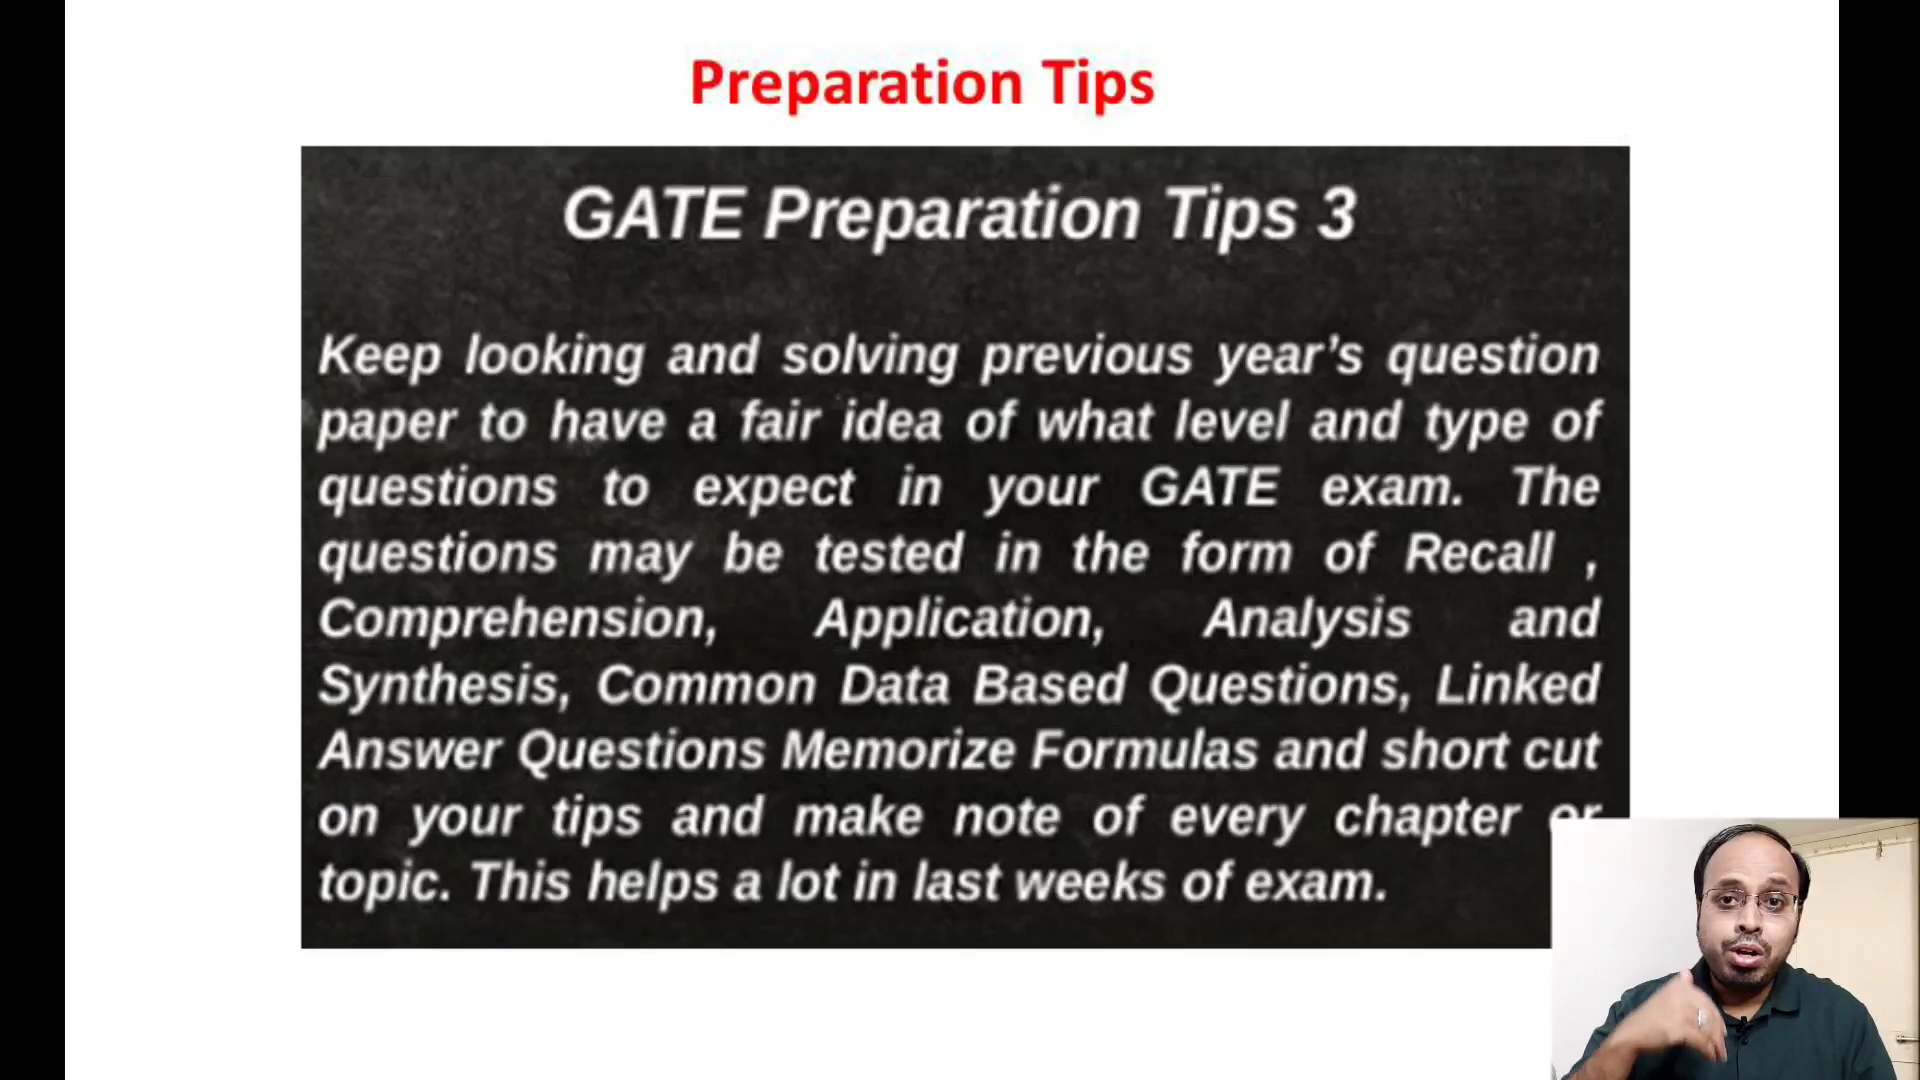 Preparation Tips
GATE Preparation Tips 3
Keep looking and solving previous year’s question
paper to have a fair idea of what level and type of
questions to expect in your GATE exam. The
questions may be tested in the form of Recall ,
Comprehension, Application, Analysis and
Synthesis, Common Data Based Questions, Linked
Answer Questions Memorize Formulas and short cut
on your tips and make note of every chapter or
topic. This helps a lot in last weeks of exam.